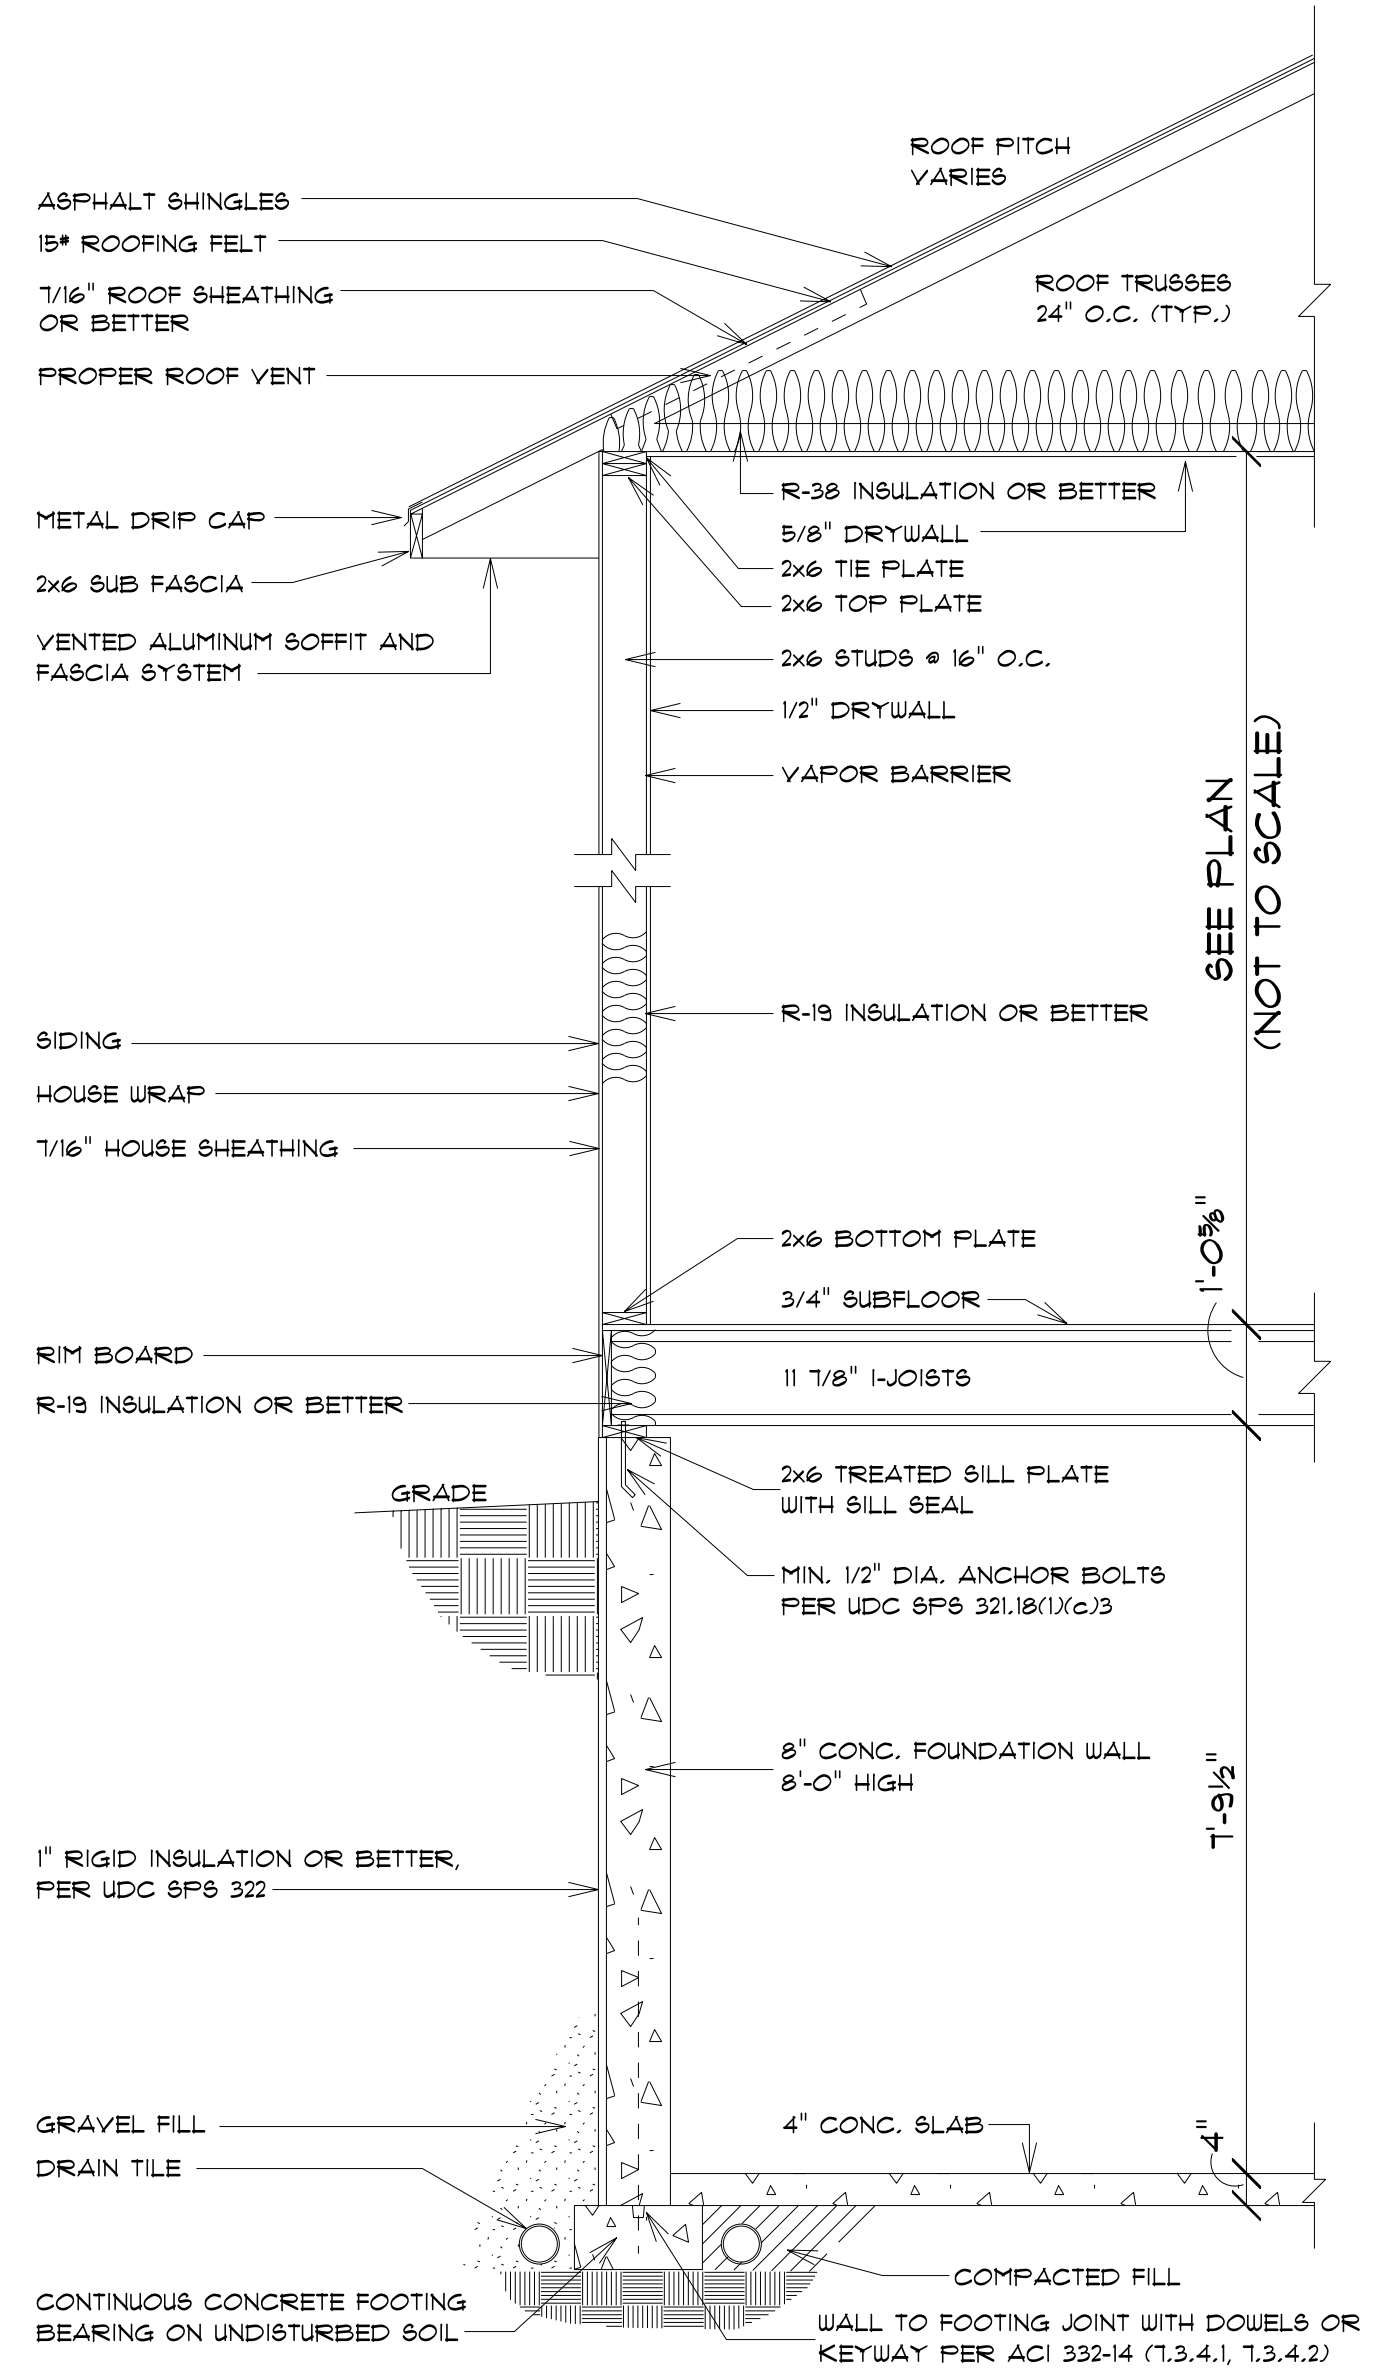 ROOF PITCH
VARIES
ASPHALT SHINGLES
15# ROOFING FELT
7/16" ROOF SHEATHING
OR BETTER
ROOF TRUSSES
24" O.C. (TYP.)
PROPER ROOF VENT
METAL DRIP CAP
2x6 SUB FASCIA
VENTED ALUMINUM SOFFIT AND
FASCIA SYSTEM
R-38 INSULATION OR BETTER
5/8" DRYWALL
2x6 TIE PLATE
2x6 TOP PLATE
2x6 STUDS @ 16" O.C.
1/2" DRYWALL
VAPOR BARRIER
SEE PLAN
(NOT TO SCALE)
R-19 INSULATION OR BETTER
SIDING
HOUSE WRAP
7/16" HOUSE SHEATHING
2x6 BOTTOM PLATE
3/4" SUBFLOOR
1'-0⅝"
RIM BOARD
11 7/8" I-JOISTS
R-19 INSULATION OR BETTER
GRADE
2x6 TREATED SILL PLATE
WITH SILL SEAL
MIN. 1/2" DIA. ANCHOR BOLTS
PER UDC SPS 321.18(1)(c)3
8" CONC. FOUNDATION WALL
8'-0" HIGH
7'-9½"
1" RIGID INSULATION OR BETTER,
PER UDC SPS 322
GRAVEL FILL
DRAIN TILE
4" CONC. SLAB
4"
COMPACTED FILL
CONTINUOUS CONCRETE FOOTING
BEARING ON UNDISTURBED SOIL
WALL TO FOOTING JOINT WITH DOWELS OR
KEYWAY PER ACI 332-14 (7.3.4.1, 7.3.4.2)